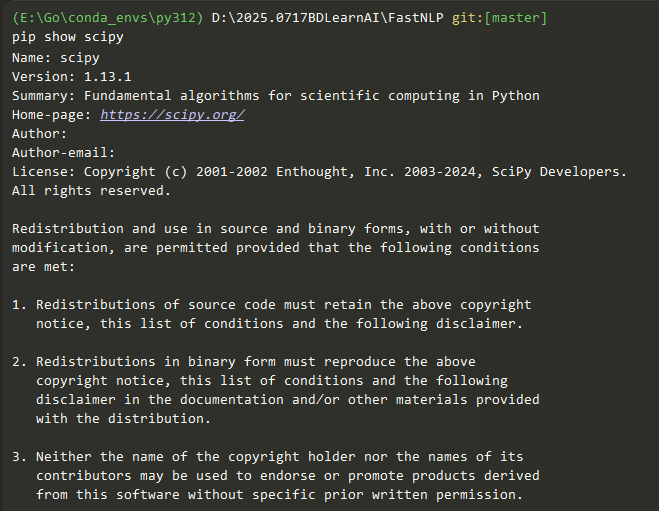 (E:\Go\conda_envs\py312) D:\2025.0717BDLearnAI\FastNLP git:[master]
pip show scipy
Name: scipy
Version: 1.13.1
Summary: Fundamental algorithms for scientific computing in Python
Home-page: https://scipy.org/
Author:
Author-email:
License: Copyright (c) 2001-2002 Enthought, Inc. 2003-2024, SciPy Developers.
All rights reserved.
Redistribution and use in source and binary forms, with or without
modification, are permitted provided that the following conditions
are met:
1. Redistributions of source code must retain the above copyright
notice, this list of conditions and the following disclaimer.
2. Redistributions in binary form must reproduce the above
copyright notice, this list of conditions and the following
disclaimer in the documentation and/or other materials provided
with the distribution.
3. Neither the name of the copyright holder nor the names of its
contributors may be used to endorse or promote products derived
from this software without specific prior written permission.